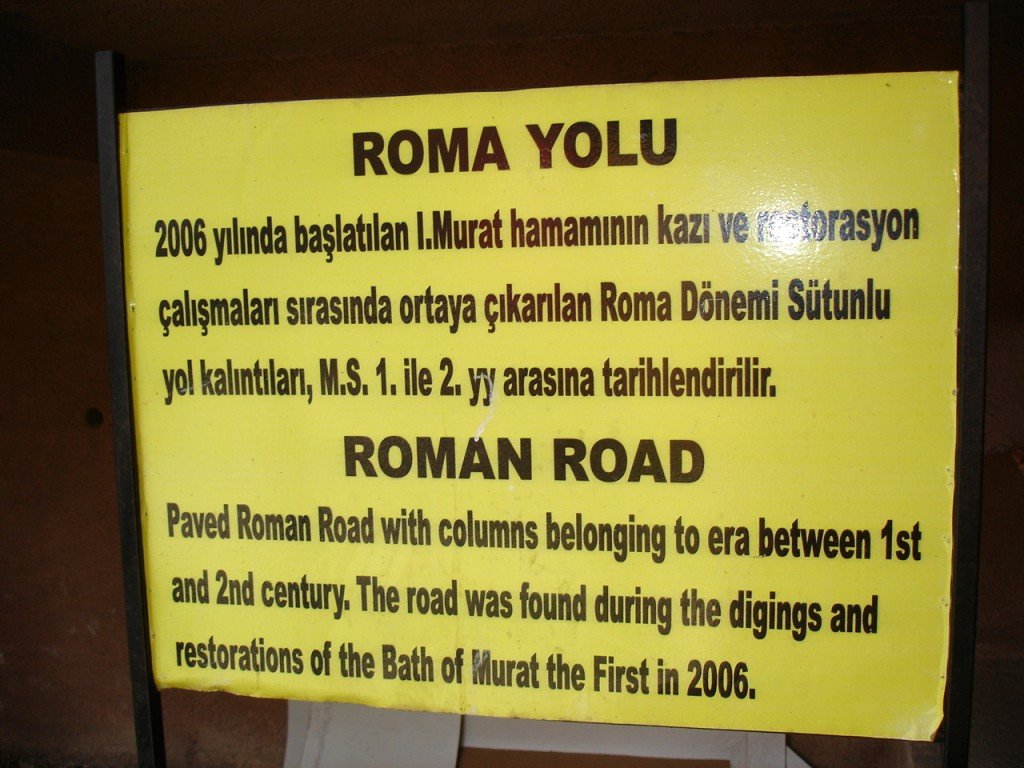 ROMA YOLU
2006 yılında başlatılan I.Murat hamamının kazı ve restorasyon
çalışmaları sırasında ortaya çıkarılan Roma Dönemi Sütunlu
yol kalıntıları, M.S. 1. ile 2. yy arasına tarihlendirilir.
ROMAN ROAD
Paved Roman Road with columns belonging to era between 1st
and 2nd century. The road was found during the digings and
restorations of the Bath of Murat the First in 2006.